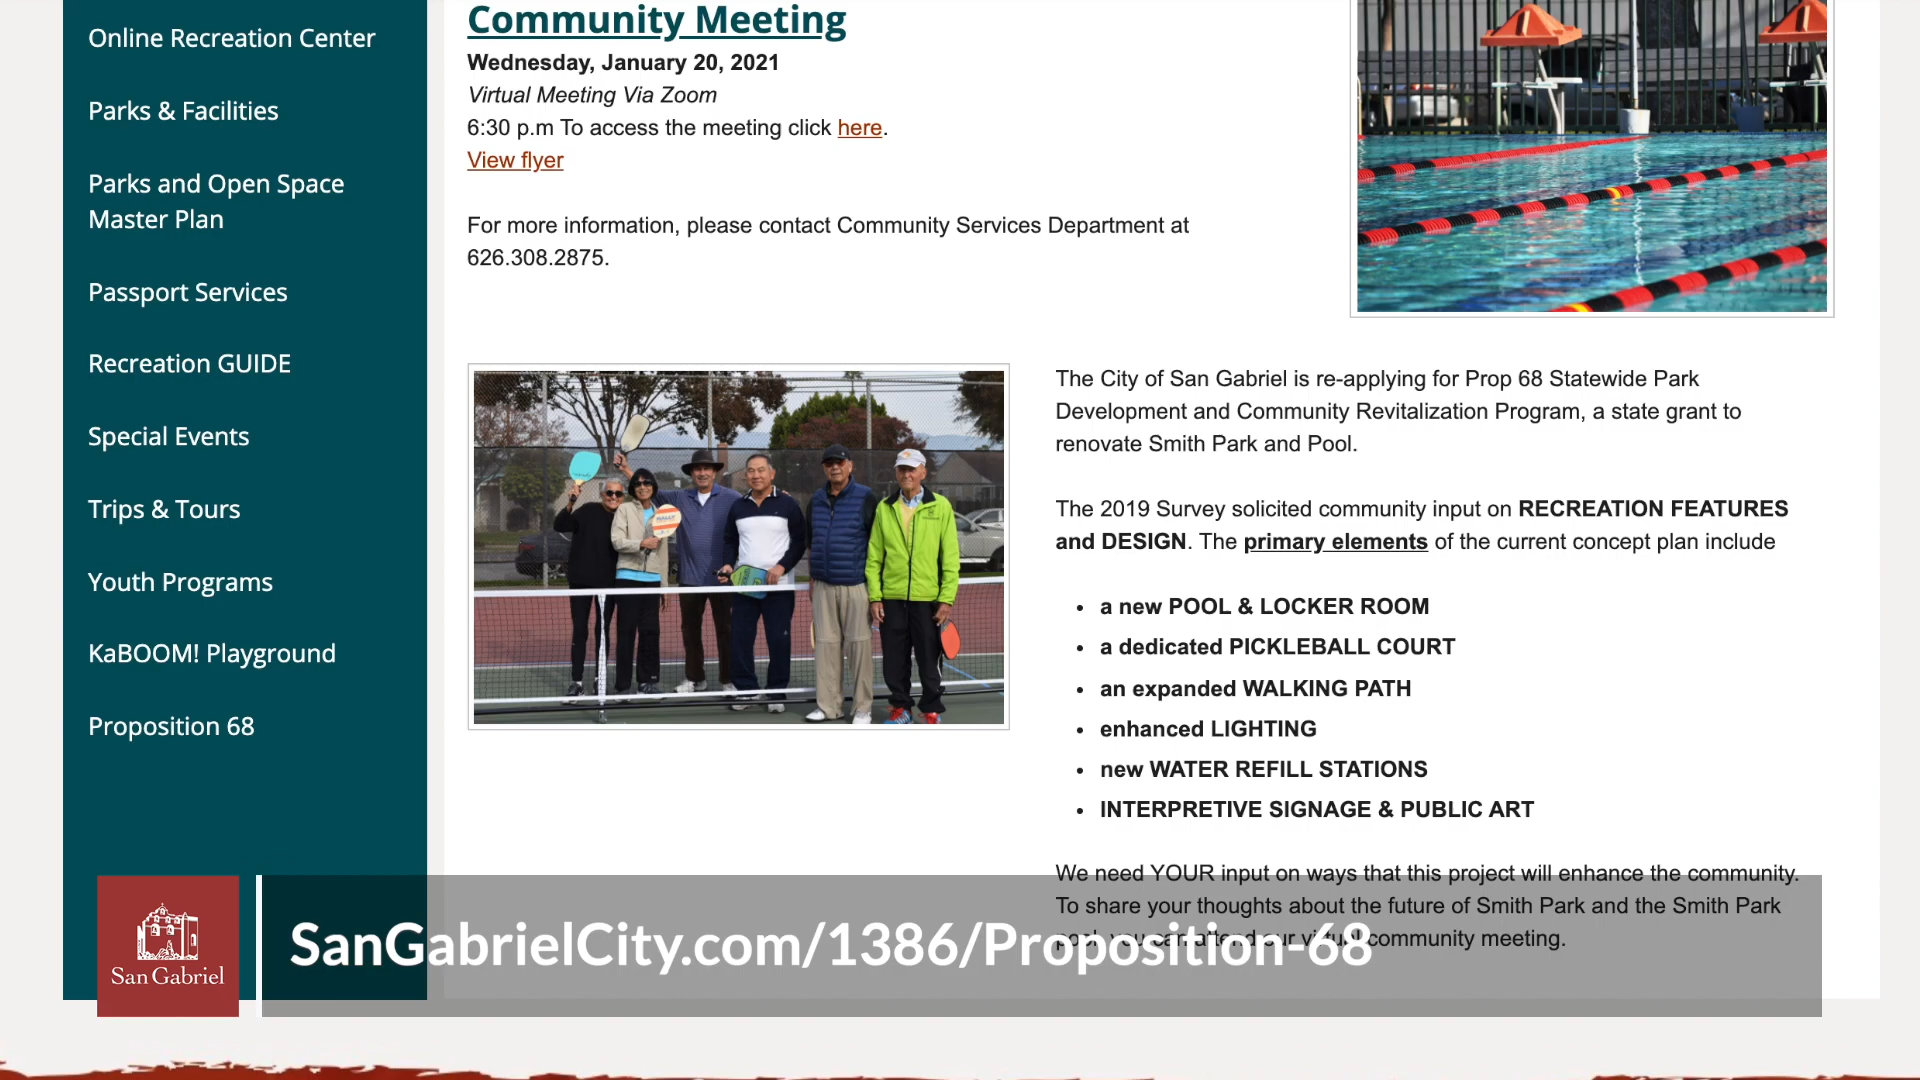 Online Recreation Center
Parks & Facilities
Parks and Open Space
Master Plan
Passport Services
Recreation GUIDE
Special Events
Trips & Tours
Youth Programs
KaBOOM! Playground
Proposition 68
Community Meeting
Wednesday, January 20, 2021
Virtual Meeting Via Zoom
6:30 p.m To access the meeting click here.
View flyer
For more information, please contact Community Services Department at
626.308.2875.
The City of San Gabriel is re-applying for Prop 68 Statewide Park
Development and Community Revitalization Program, a state grant to
renovate Smith Park and Pool.
The 2019 Survey solicited community input on RECREATION FEATURES
and DESIGN. The primary elements of the current concept plan include
• a new POOL & LOCKER ROOM
• a dedicated PICKLEBALL COURT
• an expanded WALKING PATH
• enhanced LIGHTING
• new WATER REFILL STATIONS
• INTERPRETIVE SIGNAGE & PUBLIC ART
We need YOUR input on ways that this project will enhance the community.
To share your thoughts about the future of Smith Park and the Smith Park
pool, you can attend our virtual community meeting.
San Gabriel
SanGabrielCity.com/1386/Proposition-68